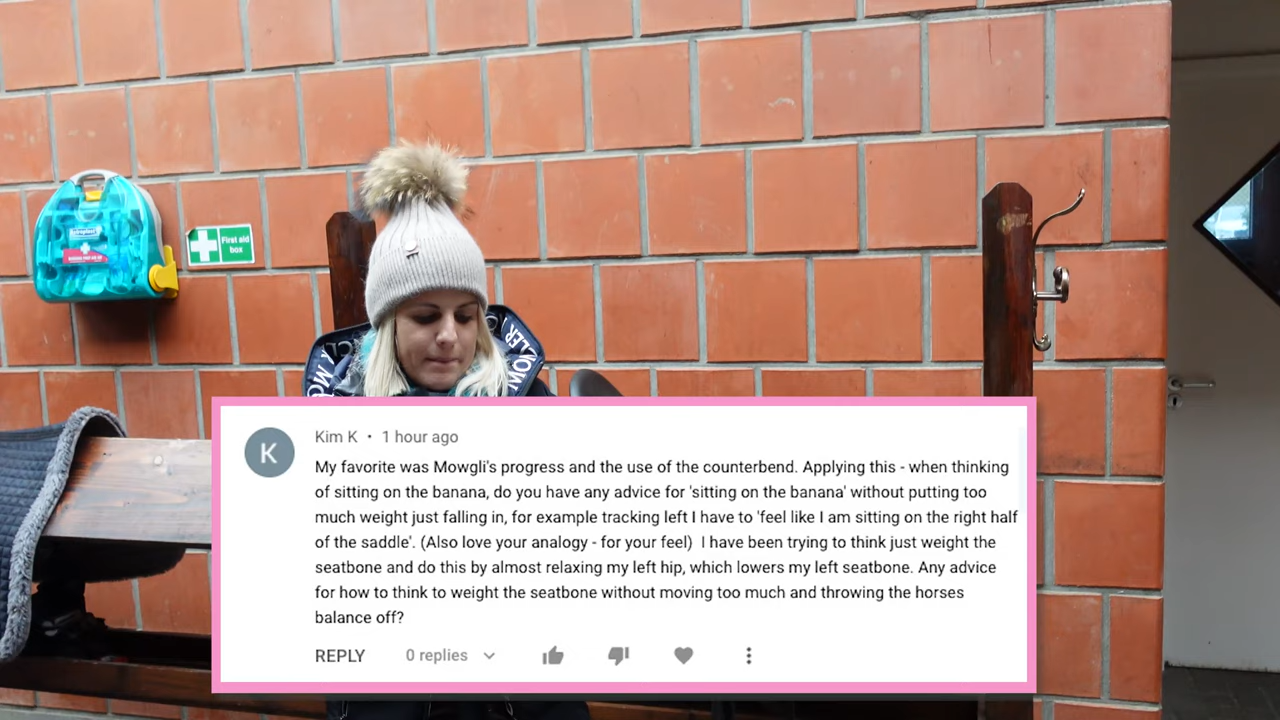 First aid
box
Kim K • 1 hour ago
My favorite was Mowgli's progress and the use of the counterbend. Applying this - when thinking
of sitting on the banana, do you have any advice for 'sitting on the banana' without putting too
much weight just falling in, for example tracking left I have to 'feel like I am sitting on the right half
of the saddle'. (Also love your analogy - for your feel)  I have been trying to think just weight the
seatbone and do this by almost relaxing my left hip, which lowers my left seatbone. Any advice
for how to think to weight the seatbone without moving too much and throwing the horses
balance off?
REPLY 0 replies
K